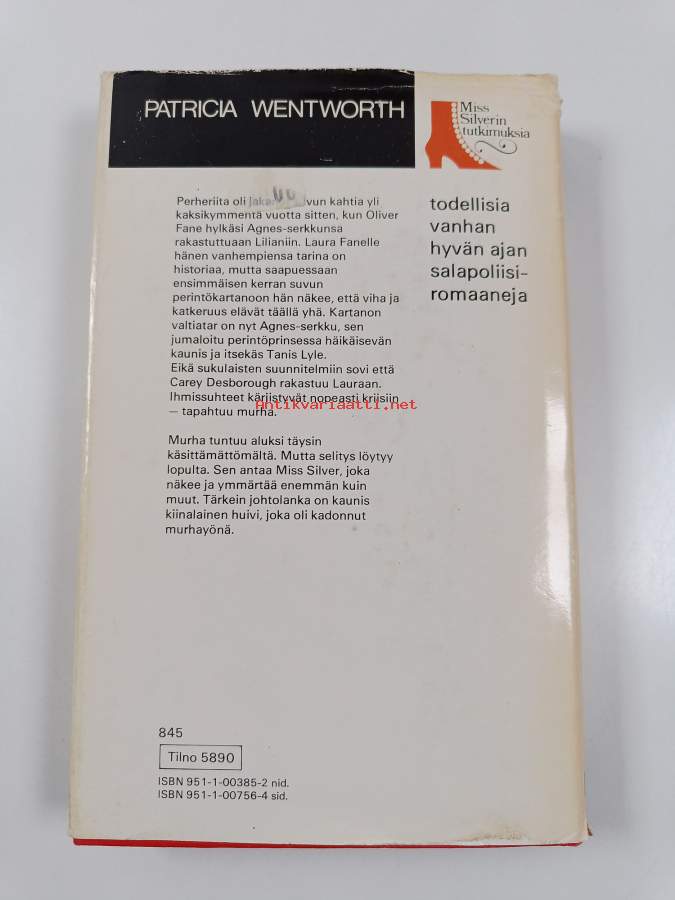 PATRICIA WENTWORTH
Miss
Silverin
tutkimuksia
todellisia
vanhan
hyvän ajan
salapoliisi-
romaaneja
Perheriita oli
kaksikymmentä vuotta sitten, kun Oliver
Fane hylkäsi Agnes-serkkunsa
rakastuttuaan Lilianiin. Laura Fanelle
hänen vanhempiensa tarina on
historiaa, mutta saapuessaan
ensimmäisen kerran suvun
perintökartanoon hän näkee, että viha ja
katkeruus elävät täällä yhä. Kartanon
valtiatar on nyt Agnes-serkku, sen
jumaloitu perintöprinsessa häikäisevän
kaunis ja itsekäs Tanis Lyle.
Eikä sukulaisten suunnitelmiin sovi että
Carey Desborough rakastuu Lauraan.
Ihmissuhteet kärjistyvät nopeasti kriisiin
— tapahtuu murha.
Antikvariaatti.net
Murha tuntuu aluksi täysin
käsittämättömältä. Mutta selitys löytyy
lopulta. Sen antaa Miss Silver, joka
näkee ja ymmärtää enemmän kuin
muut. Tärkein johtolanka on kaunis
kiinalainen huivi, joka oli kadonnut
murhayönä.
845
Tilno 5890
ISBN 951-1-00385-2 nid.
ISBN 951-1-00756-4 sid.